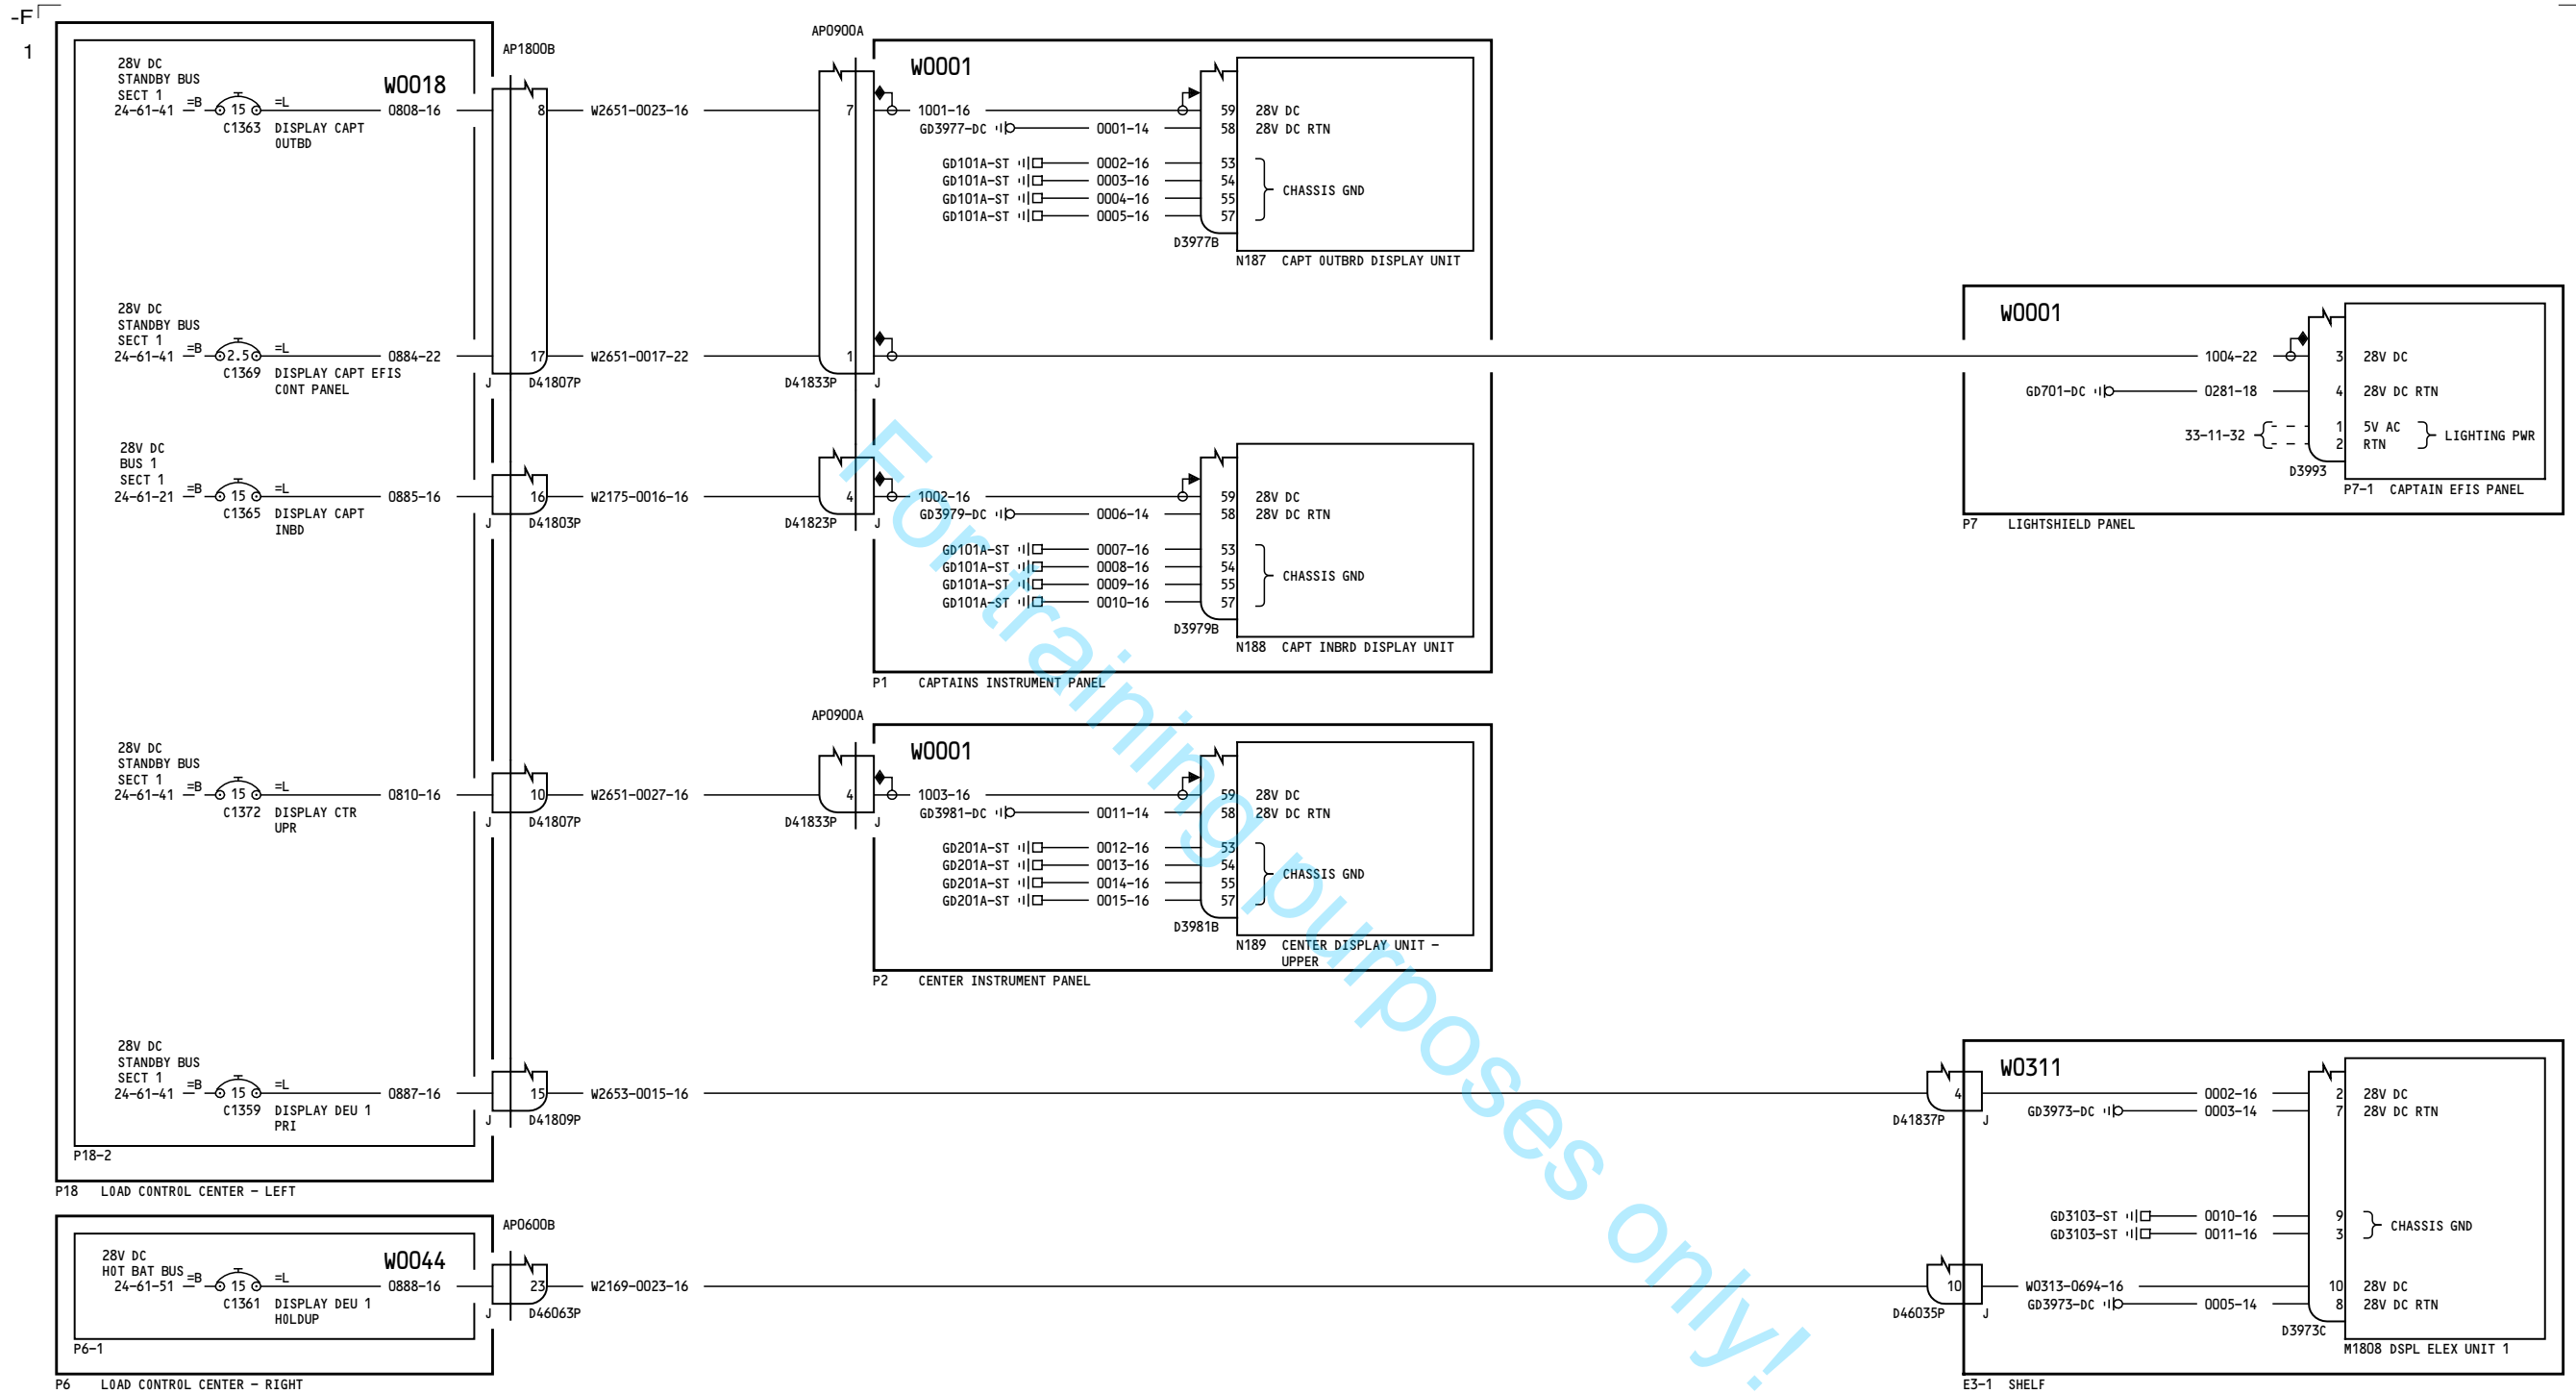 -F
1
28V DC
STANDBY BUS
SECT 1
24-61-41 =B 15 =L 0808-16
C1363 DISPLAY CAPT
OUTBD
W0018
AP1800B
8 W2651-0023-16
AP0900A
7
W0001
1001-16 59 28V DC
GD3977-DC 0001-14 58 28V DC RTN
GD101A-ST 0002-16 53
GD101A-ST 0003-16 54
CHASSIS GND
GD101A-ST 0004-16 55
GD101A-ST 0005-16 57
D3977B
N187 CAPT OUTBRD DISPLAY UNIT
28V DC
STANDBY BUS
SECT 1
24-61-41 =B 2.5 =L 0884-22 17 W2651-0017-22 1
C1369 DISPLAY CAPT EFIS
CONT PANEL
J D41807P D41833P J
W0001
1004-22 3 28V DC
GD701-DC 0281-18 4 28V DC RTN
33-11-32 1 5V AC
2 RTN
LIGHTING PWR
D3993
P7-1 CAPTAIN EFIS PANEL
P7 LIGHTSHIELD PANEL
28V DC
BUS 1
SECT 1
24-61-21 =B 15 =L 0885-16 16 W2175-0016-16 4 1002-16 59 28V DC
C1365 DISPLAY CAPT
INBD
J D41803P D41823P J
GD3979-DC 0006-14 58 28V DC RTN
GD101A-ST 0007-16 53
GD101A-ST 0008-16 54
CHASSIS GND
GD101A-ST 0009-16 55
GD101A-ST 0010-16 57
D3979B
N188 CAPT INBRD DISPLAY UNIT
P1 CAPTAINS INSTRUMENT PANEL
28V DC
STANDBY BUS
SECT 1
24-61-41 =B 15 =L 0810-16 10 W2651-0027-16
C1372 DISPLAY CTR
UPR
J D41807P
AP0900A
4
D41833P J
W0001
1003-16 59 28V DC
GD3981-DC 0011-14 58 28V DC RTN
GD201A-ST 0012-16 53
GD201A-ST 0013-16 54
CHASSIS GND
GD201A-ST 0014-16 55
GD201A-ST 0015-16 57
D3981B
N189 CENTER DISPLAY UNIT -
UPPER
P2 CENTER INSTRUMENT PANEL
28V DC
STANDBY BUS
SECT 1
24-61-41 =B 15 =L 0887-16 15 W2653-0015-16 4
C1359 DISPLAY DEU 1
PRI
J D41809P D41837P J
P18-2
P18 LOAD CONTROL CENTER - LEFT
W0311
0002-16 2 28V DC
GD3973-DC 0003-14 7 28V DC RTN
GD3103-ST 0010-16 9
CHASSIS GND
GD3103-ST 0011-16 3
28V DC
HOT BAT BUS
24-61-51 =B 15 =L 0888-16
C1361 DISPLAY DEU 1
HOLDUP
W0044
AP0600B
23 W2169-0023-16 10 W0313-0694-16 10 28V DC
J D46063P D46035P J
GD3973-DC 0005-14 8 28V DC RTN
D3973C
M1808 DSPL ELEX UNIT 1
P6-1
P6 LOAD CONTROL CENTER - RIGHT
E3-1 SHELF
For training purposes only!